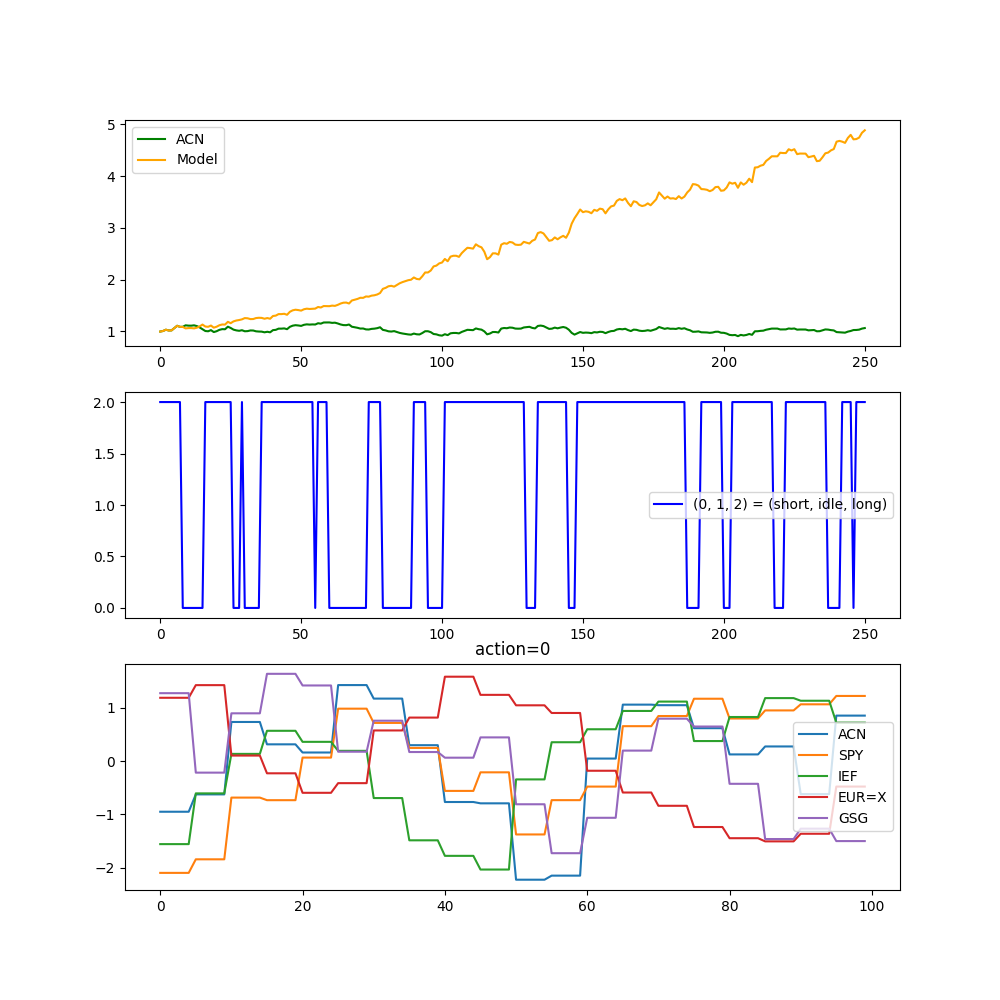 5
4
3
2
1
ACN
Model
0 50 100 150 200 250
2.0
1.5
1.0
0.5
0.0
(0, 1, 2) = (short, idle, long)
0 50 100 150 200 250
action=0
1
0
−1
−2
ACN
SPY
IEF
EUR=X
GSG
0 20 40 60 80 100